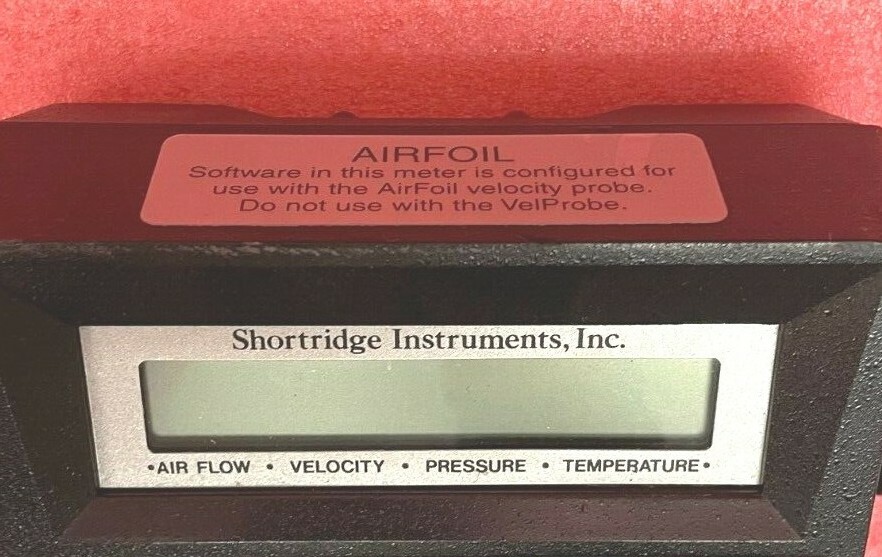 AIRFOIL
Software in this meter is configured for
use with the AirFoil velocity probe.
Do not use with the VelProbe.
Shortridge Instruments, Inc.
•AIR FLOW • VELOCITY • PRESSURE • TEMPERATURE•